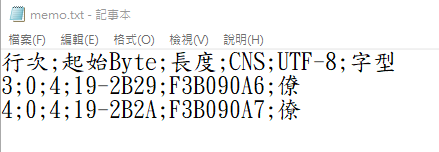 memo.txt - 記事本
檔案(F) 編輯(E) 格式(O) 檢視(V) 說明(H)
行次;起始Byte;長度;CNS;UTF-8;字型
3;0;4;19-2B29;F3B090A6;僚
4;0;4;19-2B2A;F3B090A7;僚